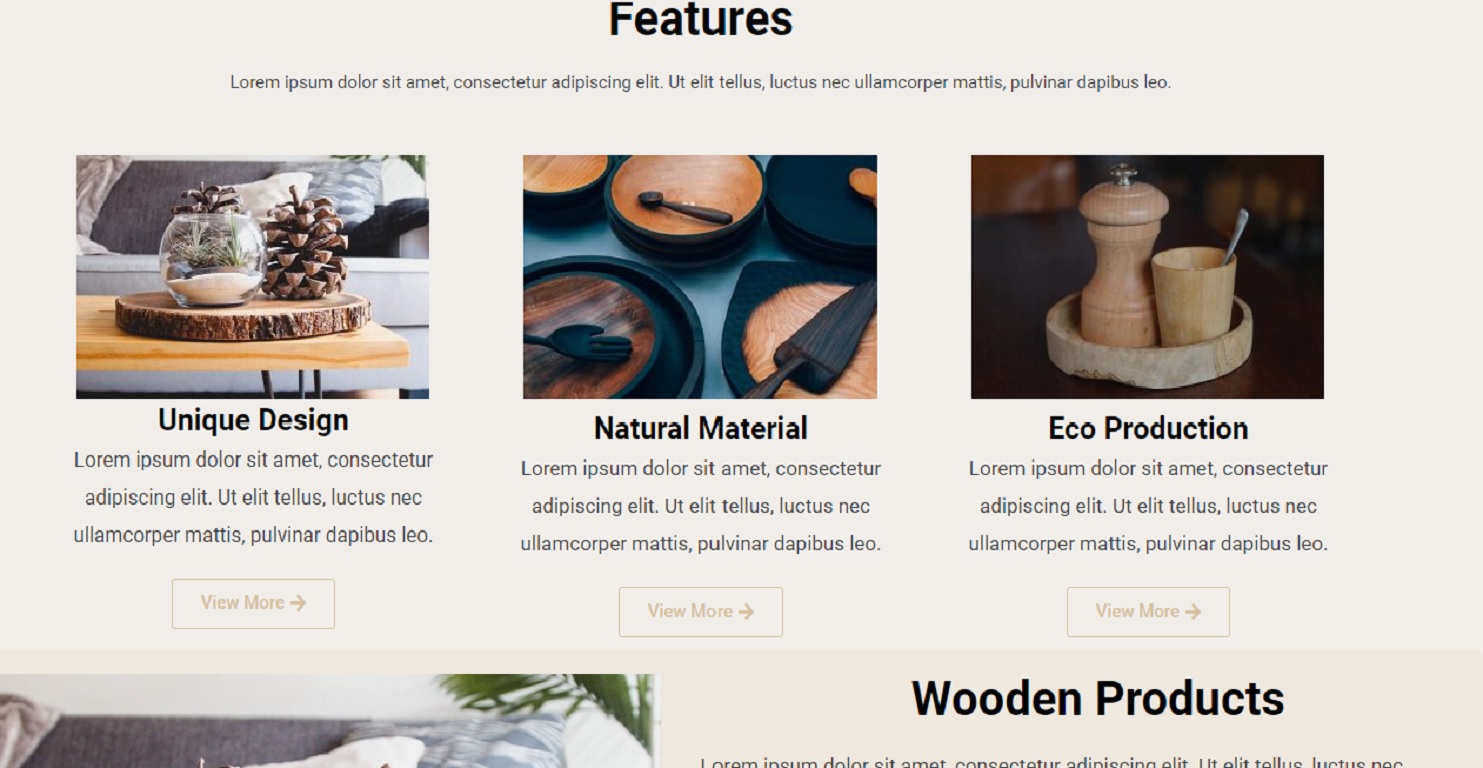 Features
Lorem ipsum dolor sit amet, consectetur adipiscing elit. Ut elit tellus, luctus nec ullamcorper mattis, pulvinar dapibus leo.
Unique Design
Lorem ipsum dolor sit amet, consectetur
adipiscing elit. Ut elit tellus, luctus nec
ullamcorper mattis, pulvinar dapibus leo.
View More →
Natural Material
Lorem ipsum dolor sit amet, consectetur
adipiscing elit. Ut elit tellus, luctus nec
ullamcorper mattis, pulvinar dapibus leo.
View More →
Eco Production
Lorem ipsum dolor sit amet, consectetur
adipiscing elit. Ut elit tellus, luctus nec
ullamcorper mattis, pulvinar dapibus leo.
View More →
Wooden Products
Lorem ipsum dolor sit amet, consectetur adipiscing elit. Ut elit tellus, luctus nec